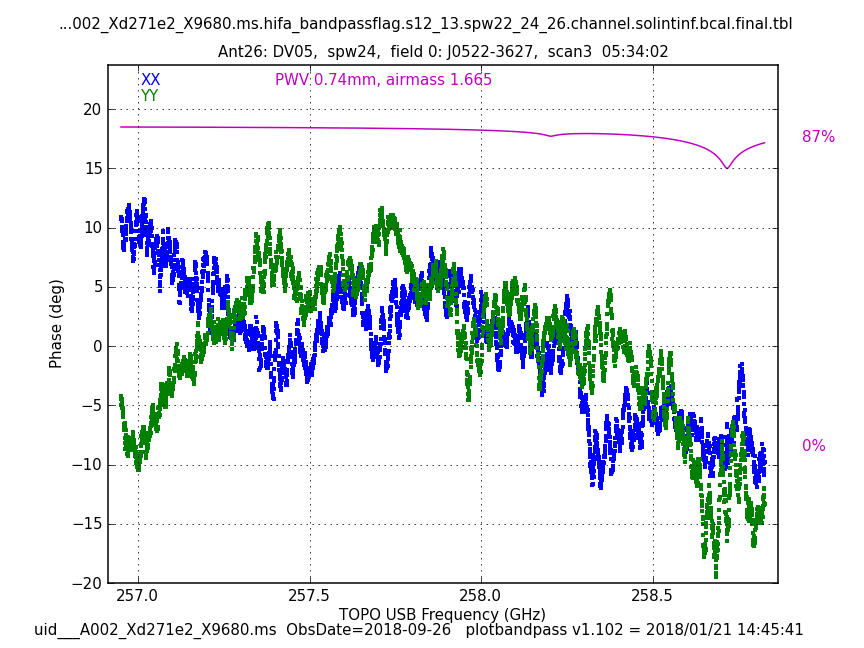 ...002_Xd271e2_X9680.ms.hifa_bandpassflag.s12_13.spw22_24_26.channel.solintinf.bcal.final.tbl
Ant26: DV05,  spw24,  field 0: J0522-3627,  scan3  05:34:02
XX
PWV 0.74mm, airmass 1.665
YY
20
87%
15
10
5
0
Phase (deg)
−5
0%
−10
−15
−20
257.0
257.5
258.0
258.5
TOPO USB Frequency (GHz)
uid___A002_Xd271e2_X9680.ms  ObsDate=2018-09-26   plotbandpass v1.102 = 2018/01/21 14:45:41